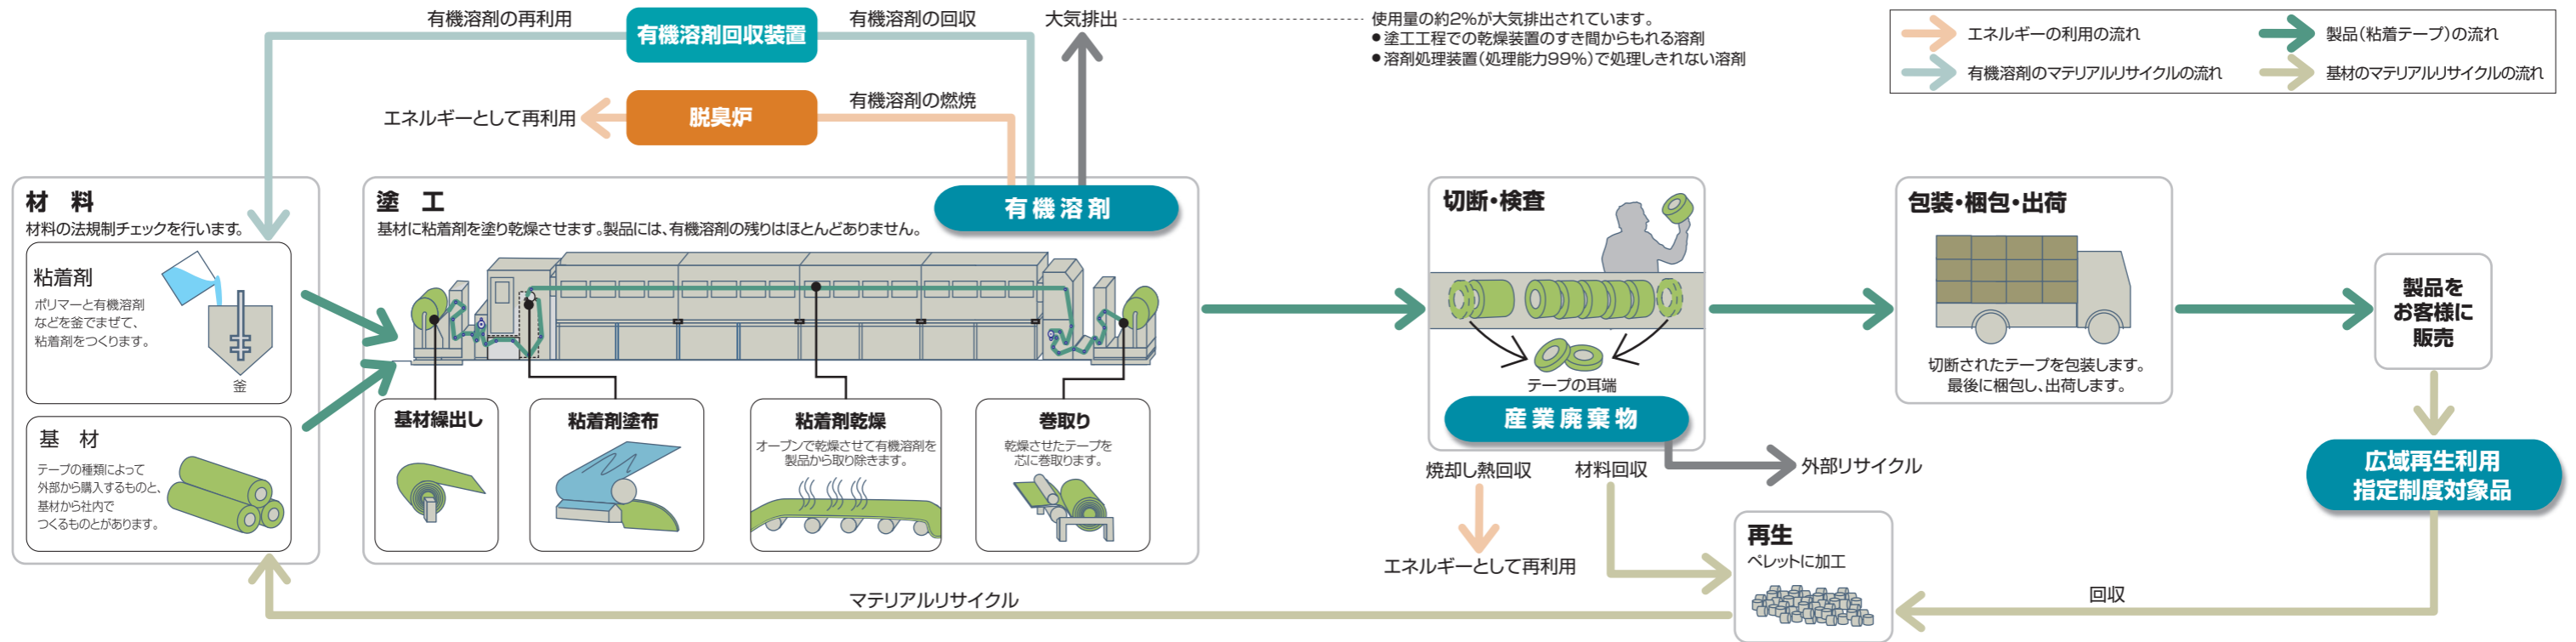 有機溶剤の再利用
有機溶剤回収装置
有機溶剤の回収
大気排出
使用量の約2%が大気排出されています。
●塗工工程での乾燥装置のすき間からもれる溶剤
●溶剤処理装置(処理能力99%)で処理しきれない溶剤
エネルギーの利用の流れ
製品(粘着テープ)の流れ
有機溶剤のマテリアルリサイクルの流れ
基材のマテリアルリサイクルの流れ
エネルギーとして再利用
脱臭炉
有機溶剤の燃焼
材 料
材料の法規制チェックを行います。
粘着剤
ポリマーと有機溶剤
などを釜でまぜて、
粘着剤をつくります。
釜
基 材
テープの種類によって
外部から購入するものと、
基材から社内で
つくるものとがあります。
塗 工
有機溶剤
基材に粘着剤を塗り乾燥させます。製品には、有機溶剤の残りはほとんどありません。
基材繰出し
粘着剤塗布
粘着剤乾燥
オーブンで乾燥させて有機溶剤を
製品から取り除きます。
巻取り
乾燥させたテープを
芯に巻取ります。
切断・検査
テープの耳端
産業廃棄物
焼却し熱回収
材料回収
外部リサイクル
エネルギーとして再利用
包装・梱包・出荷
切断されたテープを包装します。
最後に梱包し、出荷します。
製品を
お客様に
販売
広域再生利用
指定制度対象品
再生
ペレットに加工
回収
マテリアルリサイクル